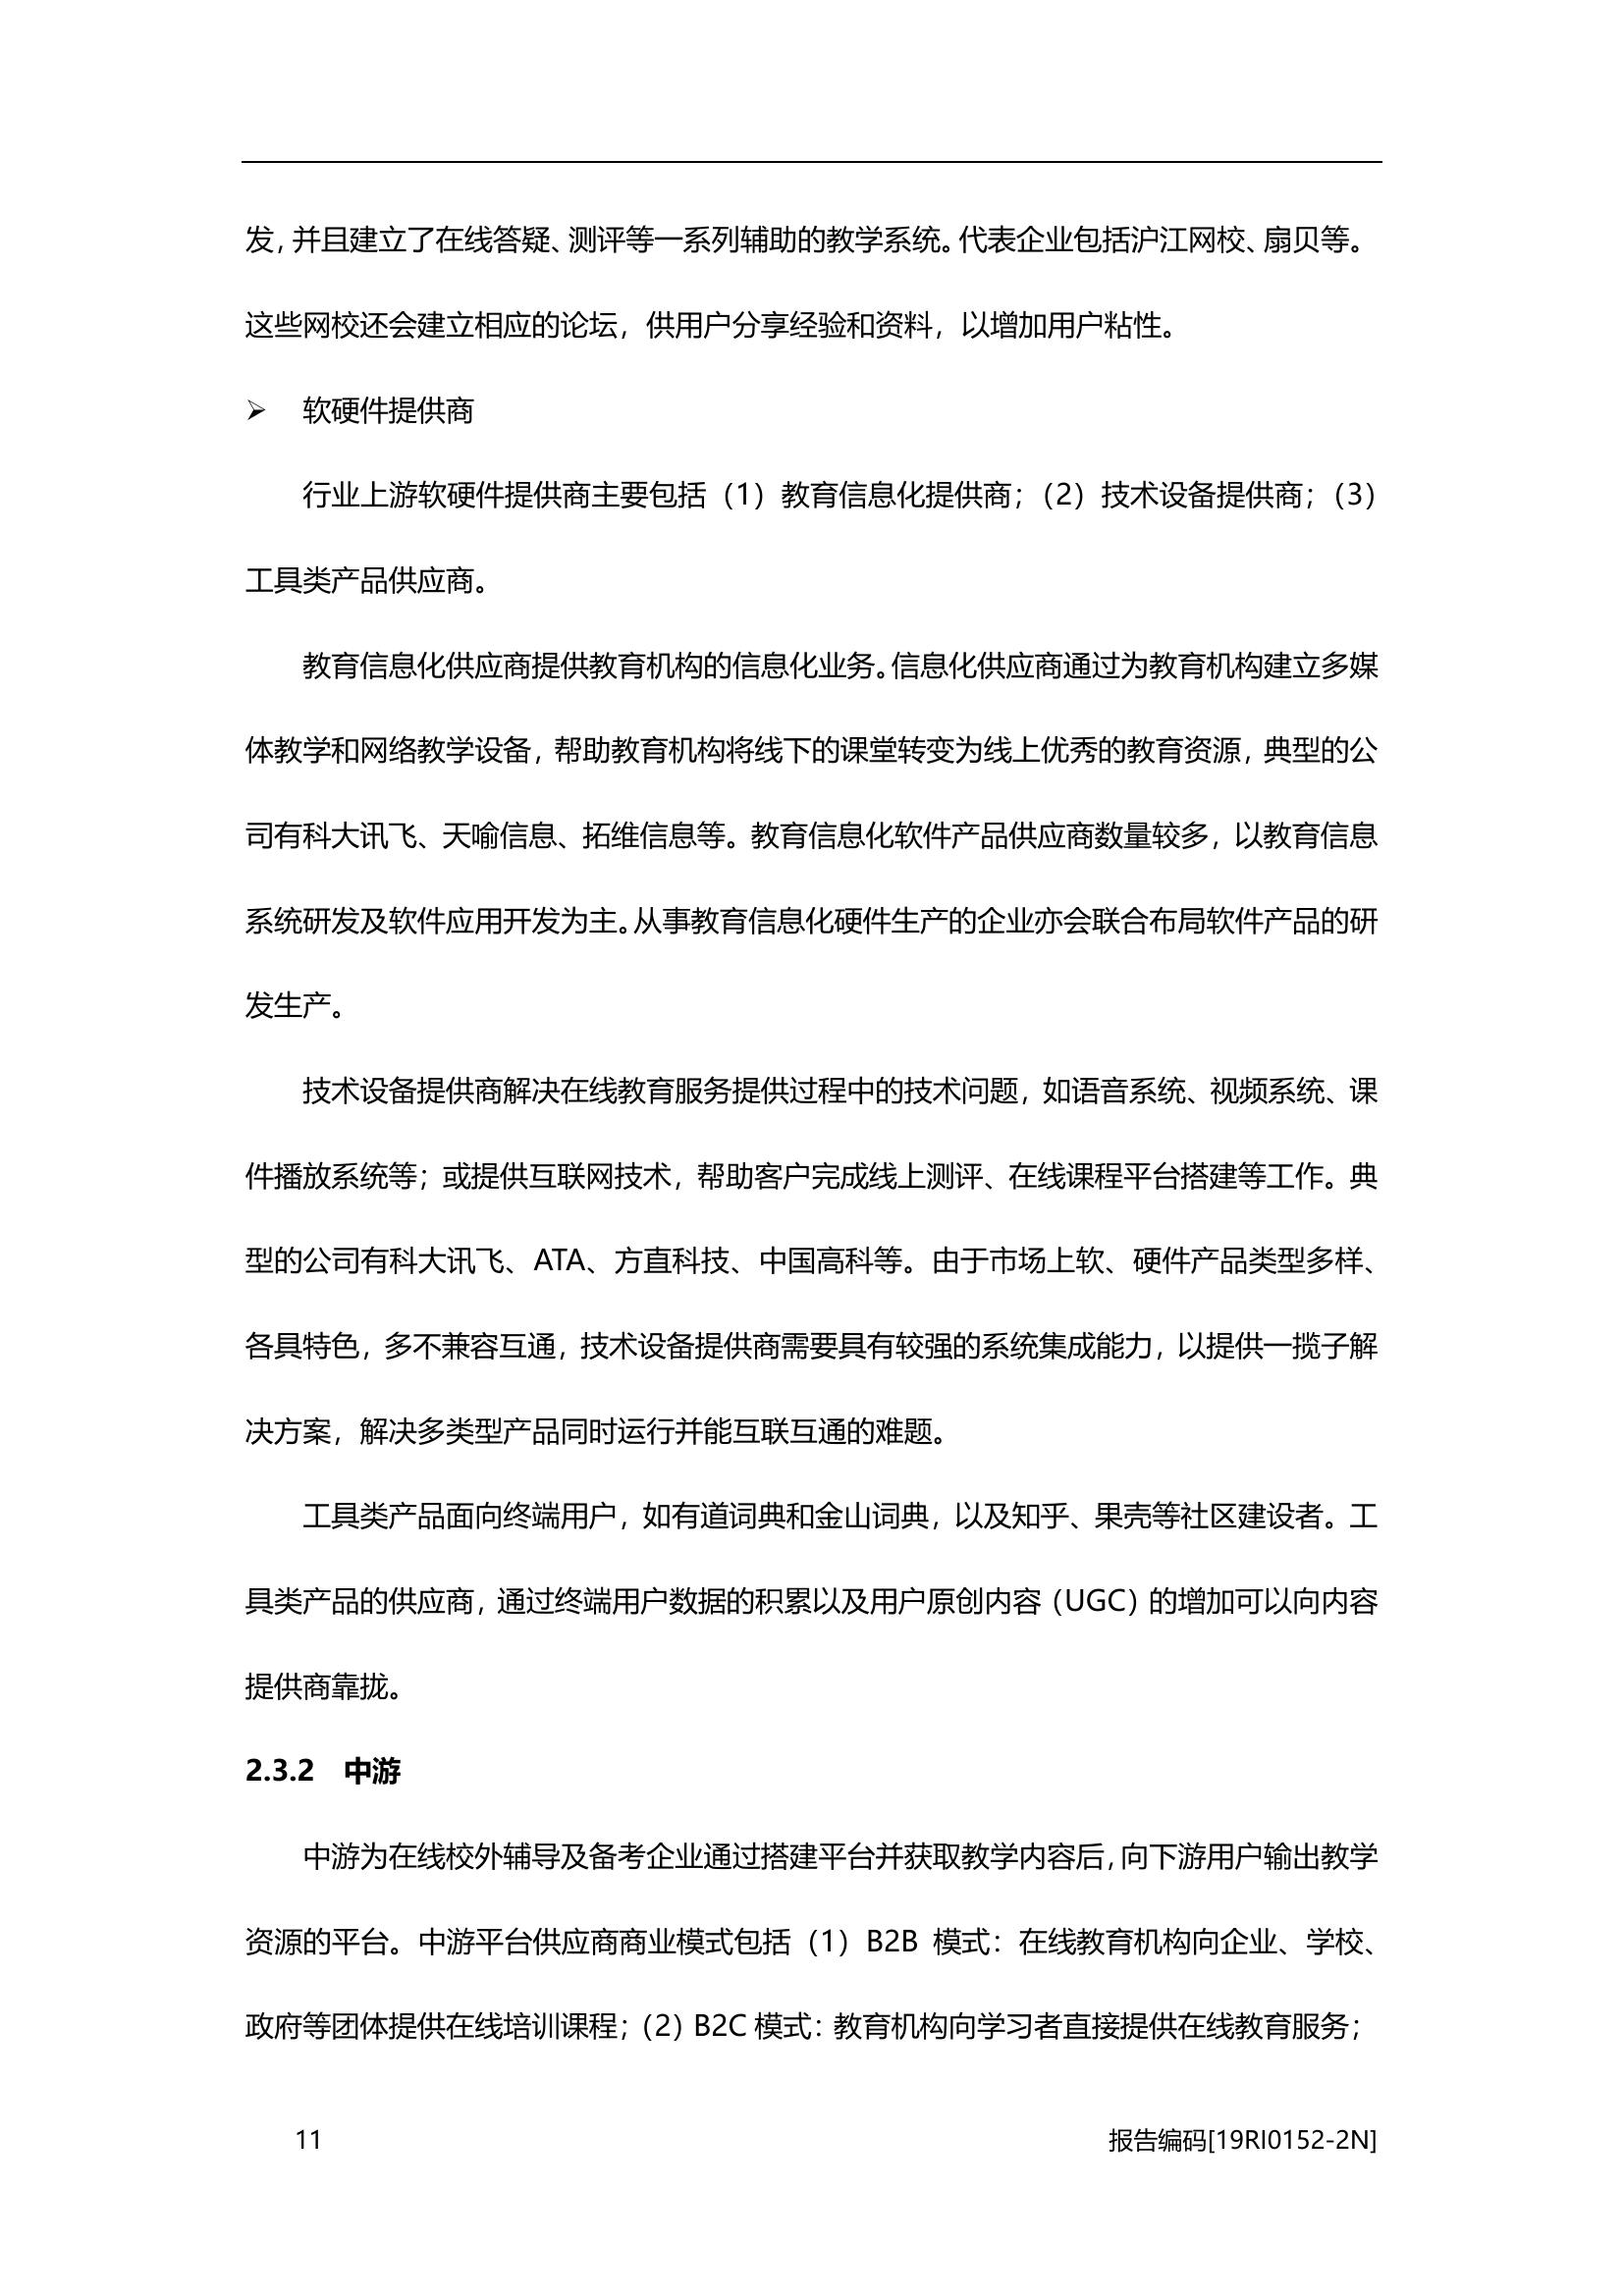 发，并且建立了在线答疑、测评等一系列辅助的教学系统。代表企业包括沪江网校、扇贝等。
这些网校还会建立相应的论坛，供用户分享经验和资料，以增加用户粘性。
➢ 软硬件提供商
行业上游软硬件提供商主要包括（1）教育信息化提供商；（2）技术设备提供商；（3）
工具类产品供应商。
教育信息化供应商提供教育机构的信息化业务。信息化供应商通过为教育机构建立多媒
体教学和网络教学设备，帮助教育机构将线下的课堂转变为线上优秀的教育资源，典型的公
司有科大讯飞、天喻信息、拓维信息等。教育信息化软件产品供应商数量较多，以教育信息
系统研发及软件应用开发为主。从事教育信息化硬件生产的企业亦会联合布局软件产品的研
发生产。
技术设备提供商解决在线教育服务提供过程中的技术问题，如语音系统、视频系统、课
件播放系统等；或提供互联网技术，帮助客户完成线上测评、在线课程平台搭建等工作。典
型的公司有科大讯飞、ATA、方直科技、中国高科等。由于市场上软、硬件产品类型多样、
各具特色，多不兼容互通，技术设备提供商需要具有较强的系统集成能力，以提供一揽子解
决方案，解决多类型产品同时运行并能互联互通的难题。
工具类产品面向终端用户，如有道词典和金山词典，以及知乎、果壳等社区建设者。工
具类产品的供应商，通过终端用户数据的积累以及用户原创内容（UGC）的增加可以向内容
提供商靠拢。
2.3.2 中游
中游为在线校外辅导及备考企业通过搭建平台并获取教学内容后，向下游用户输出教学
资源的平台。中游平台供应商商业模式包括（1）B2B 模式：在线教育机构向企业、学校、
政府等团体提供在线培训课程；（2）B2C 模式：教育机构向学习者直接提供在线教育服务；
11 报告编码[19RI0152-2N]